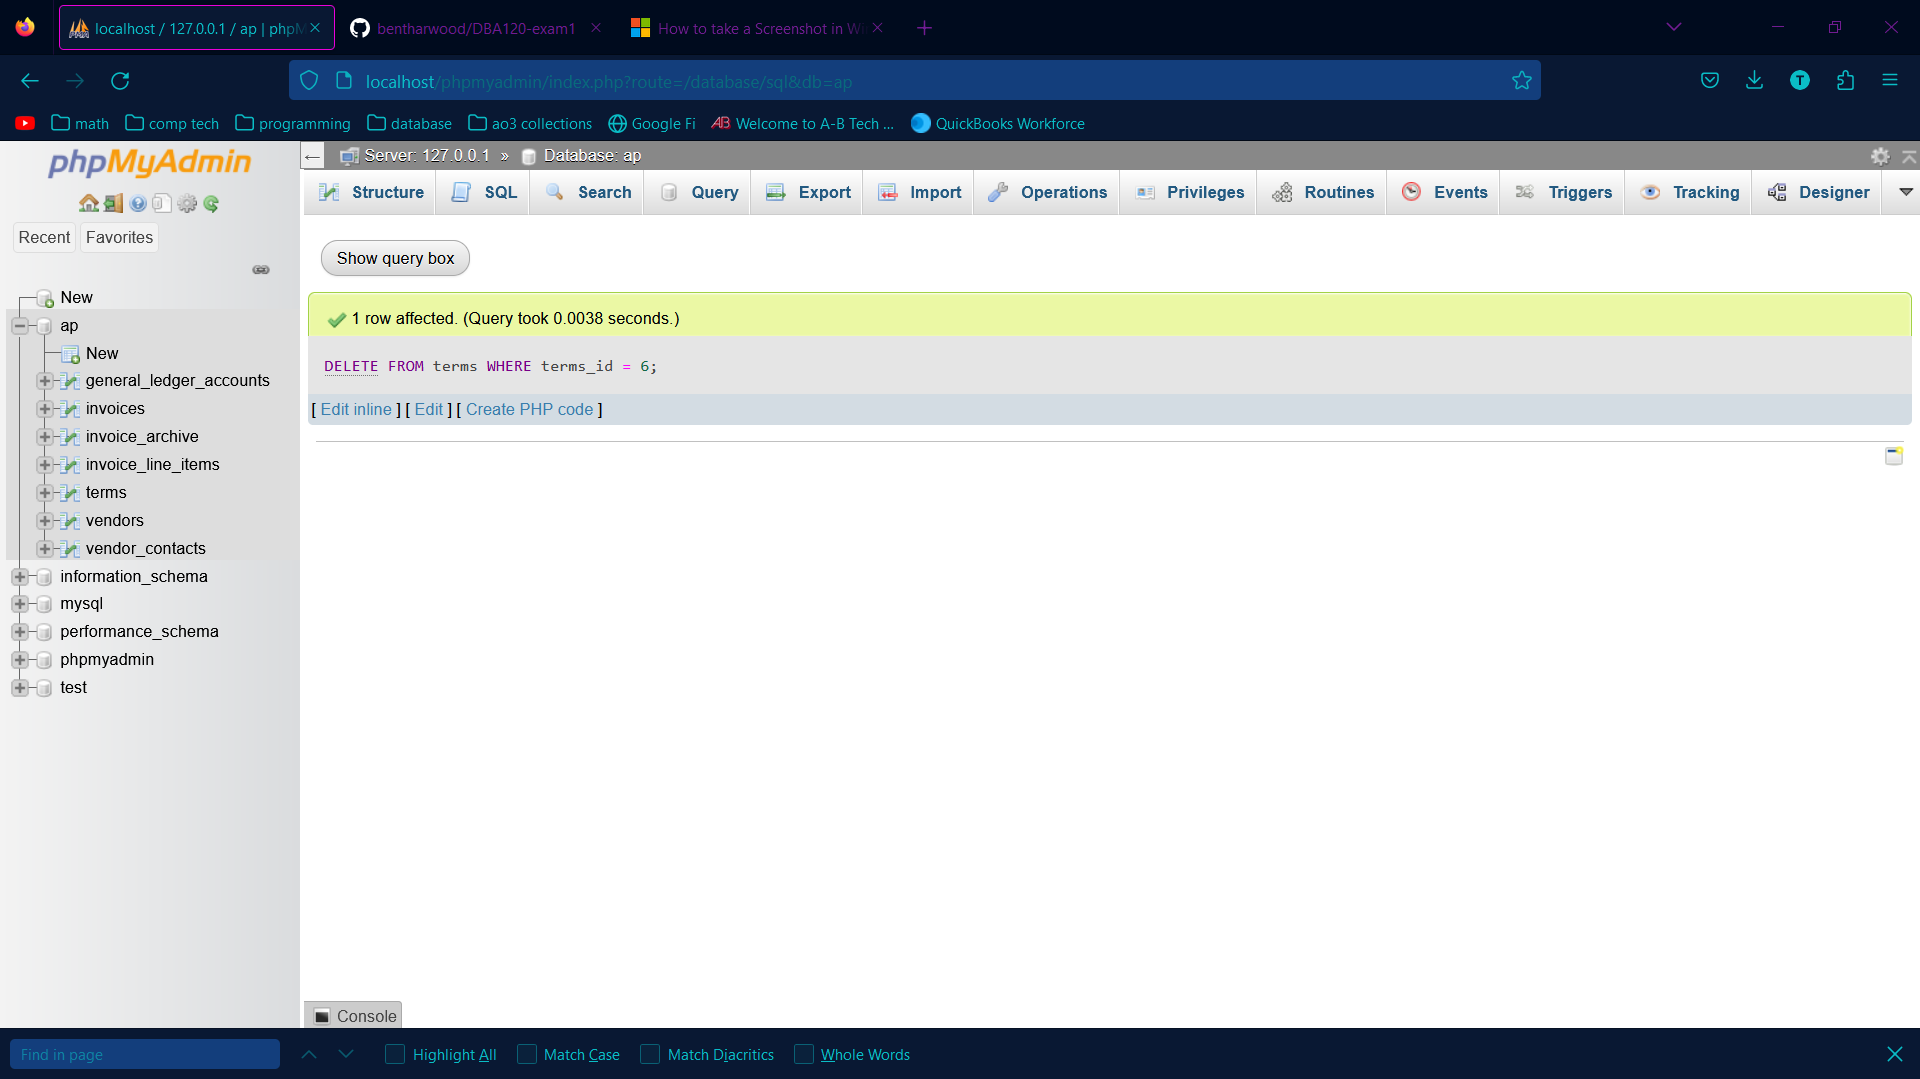 localhost / 127.0.0.1 / ap | phpM
bentharwood/DBA120-exam1
How to take a Screenshot in Wi
localhost/phpmyadmin/index.php?route=/database/sql&db=ap
T
math
comp tech
programming
database
ao3 collections
Google Fi
AB Welcome to A-B Tech ...
QuickBooks Workforce
phpMyAdmin
Recent
Favorites
New
ap
New
general_ledger_accounts
invoices
invoice_archive
invoice_line_items
terms
vendors
vendor_contacts
information_schema
mysql
performance_schema
phpmyadmin
test
Server: 127.0.0.1 » Database: ap
Structure
SQL
Search
Query
Export
Import
Operations
Privileges
Routines
Events
Triggers
Tracking
Designer
Show query box
1 row affected. (Query took 0.0038 seconds.)
DELETE FROM terms WHERE terms_id = 6;
[ Edit inline ] [ Edit ] [ Create PHP code ]
Console
Find in page
Highlight All
Match Case
Match Diacritics
Whole Words